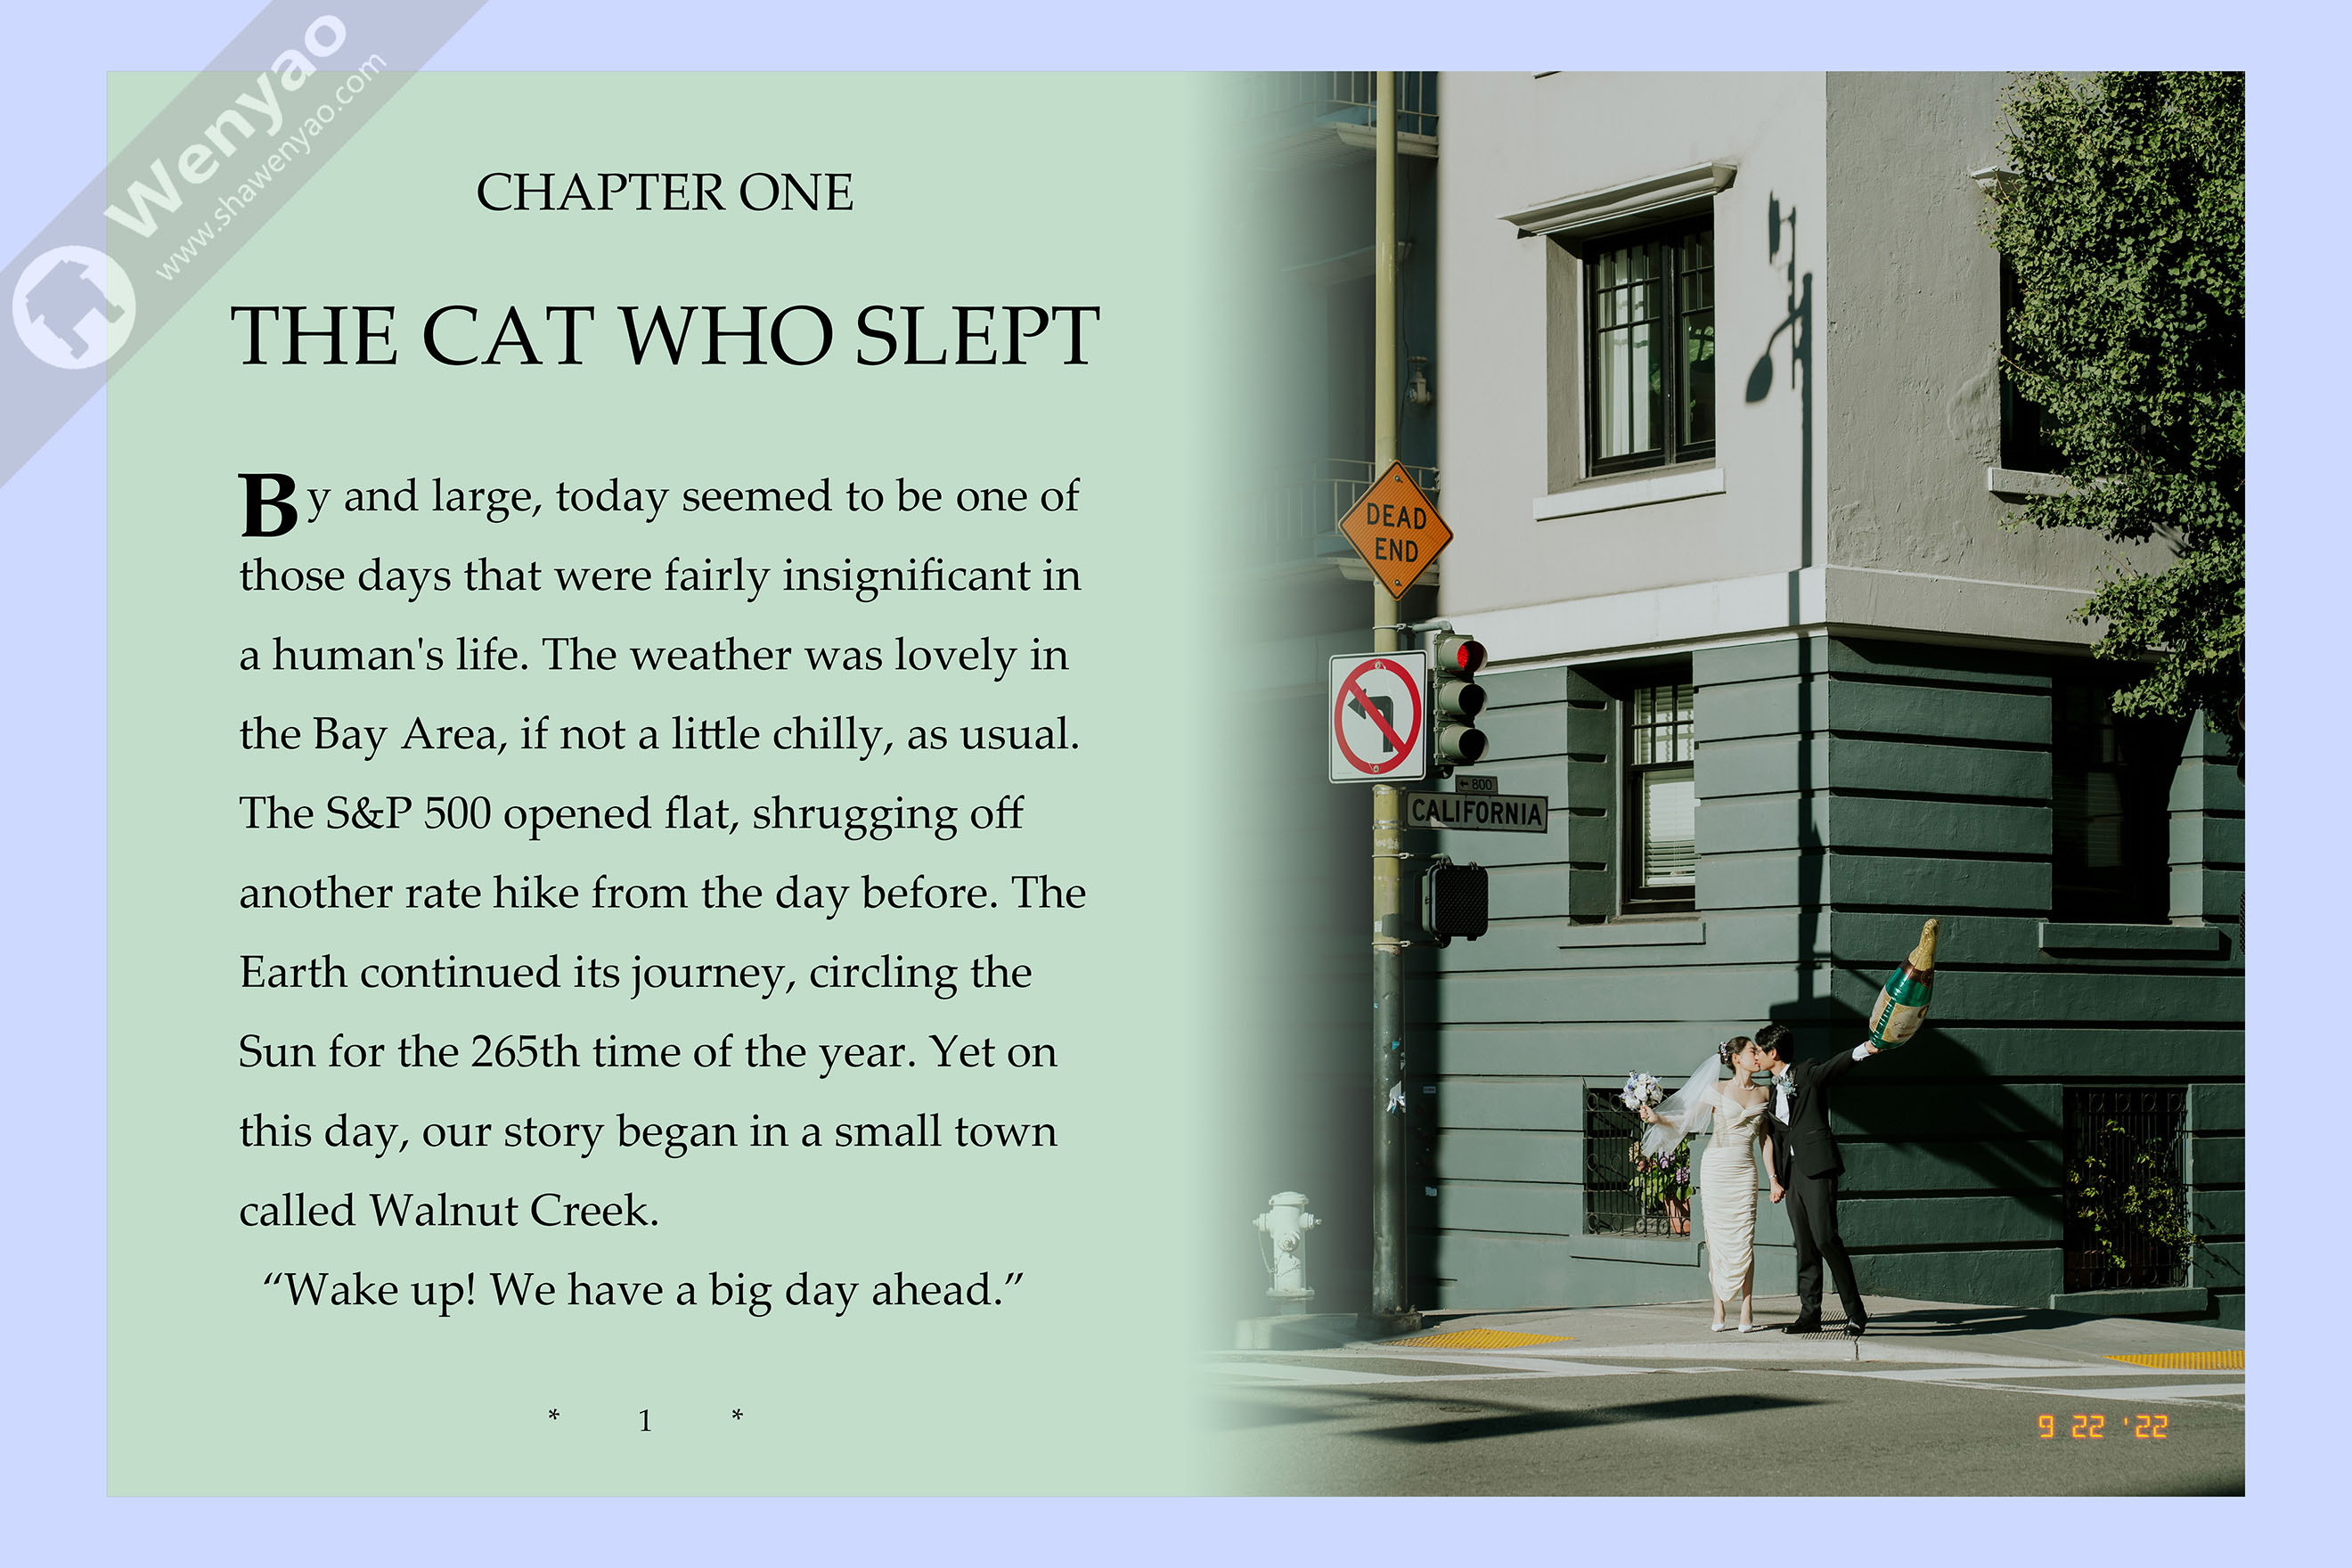 Wenyao
www.shawenyao.com
CHAPTER ONE
THE CAT WHO SLEPT
By and large, today seemed to be one of
those days that were fairly insignificant in
a human's life. The weather was lovely in
the Bay Area, if not a little chilly, as usual.
The S&P 500 opened flat, shrugging off
another rate hike from the day before. The
Earth continued its journey, circling the
Sun for the 265th time of the year. Yet on
this day, our story began in a small town
called Walnut Creek.
“Wake up! We have a big day ahead.”
* 1 *
DEAD
END
← 800
CALIFORNIA
9 22 '22